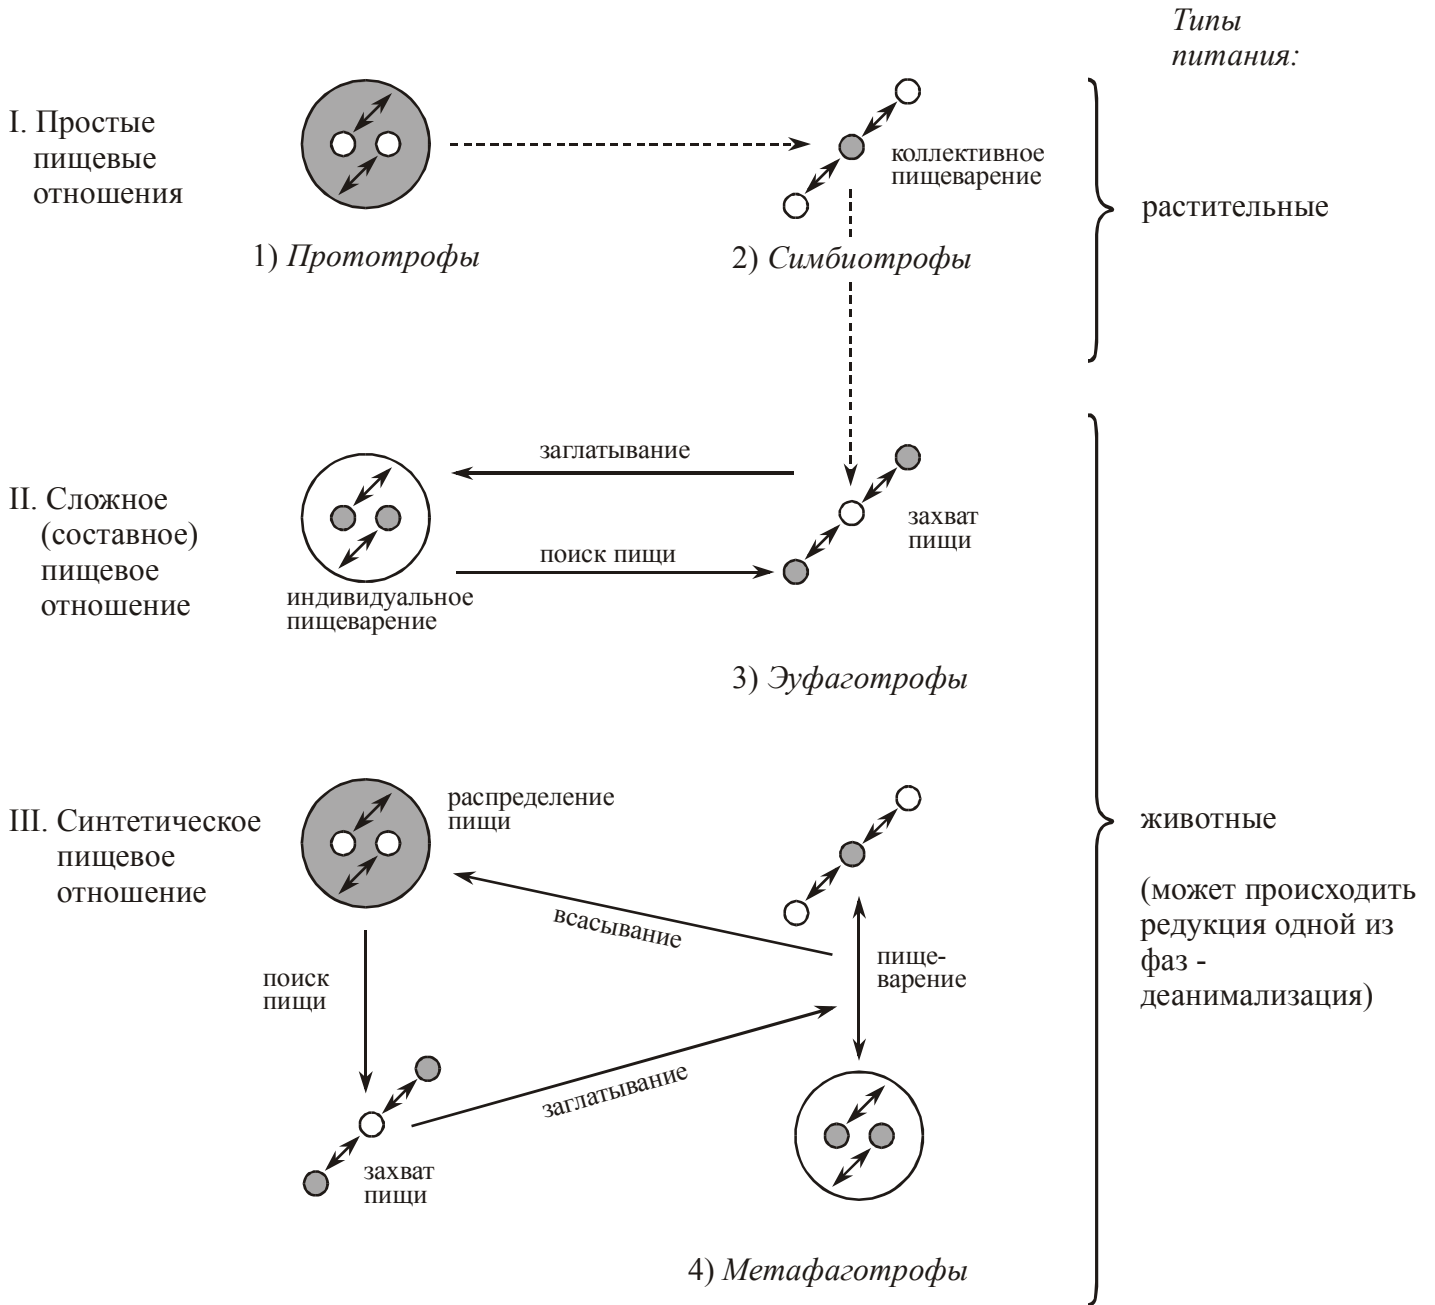 Типы
питания:
I. Простые
пищевые
отношения
коллективное
пищеварение
растительные
1) Прототрофы
2) Симбиотрофы
II. Сложное
(составное)
пищевое
отношение
заглатывание
поиск пищи
захват
пищи
индивидуальное
пищеварение
3) Эуфаготрофы
III. Синтетическое
пищевое
отношение
распределение
пищи
всасывание
поиск
пищи
пище-
варение
заглатывание
захват
пищи
4) Метафаготрофы
животные
(может происходить
редукция одной из
фаз -
деанимализация)